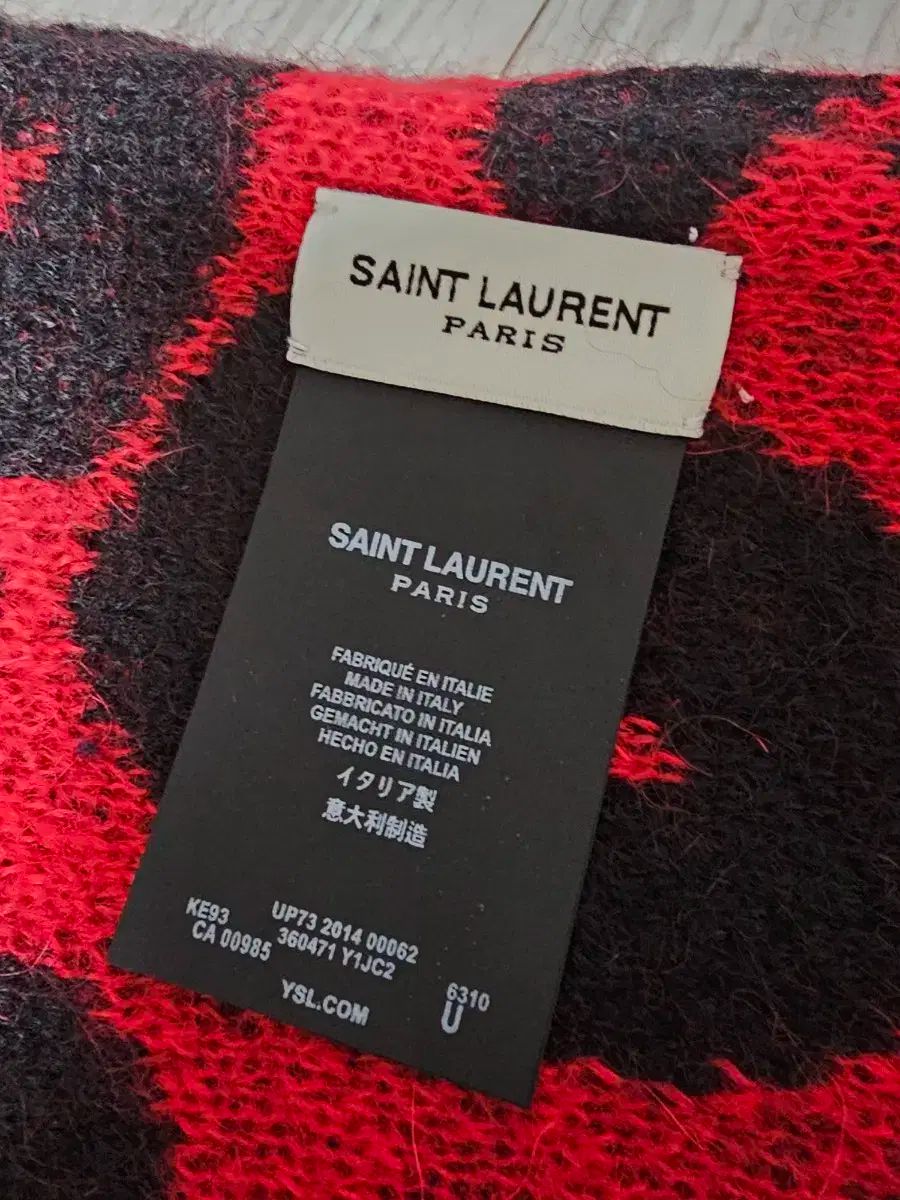 SAINT LAURENT
PARIS
SAINT LAURENT
PARIS
FABRIQUÉ EN ITALIE
MADE IN ITALY
FABBRICATO IN ITALIA
GEMACHT IN ITALIEN
HECHO EN ITALIA
イタリア製
意大利制造
KE93 UP73 2014 00062
CA 00985 360471 Y1JC2
6310
YSL.COM U